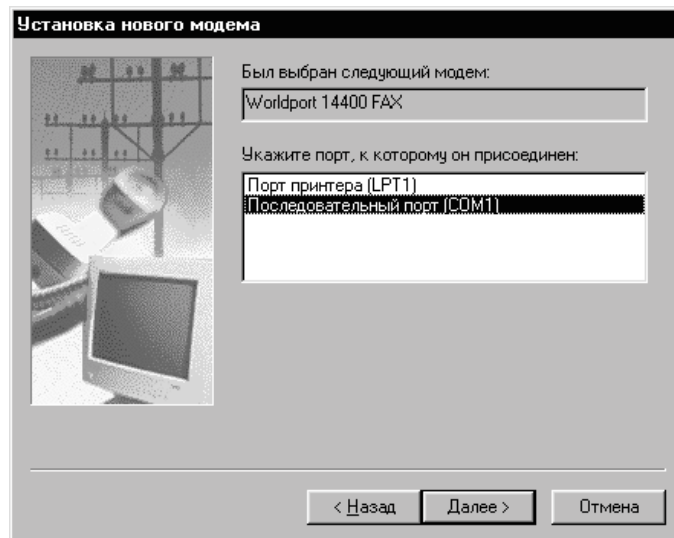 Установка нового модема
Был выбран следующий модем:
Worldport 14400 FAX
Укажите порт, к которому он присоединен:
Порт принтера (LPT1)
Последовательный порт (COM1)
< Назад
Далее >
Отмена